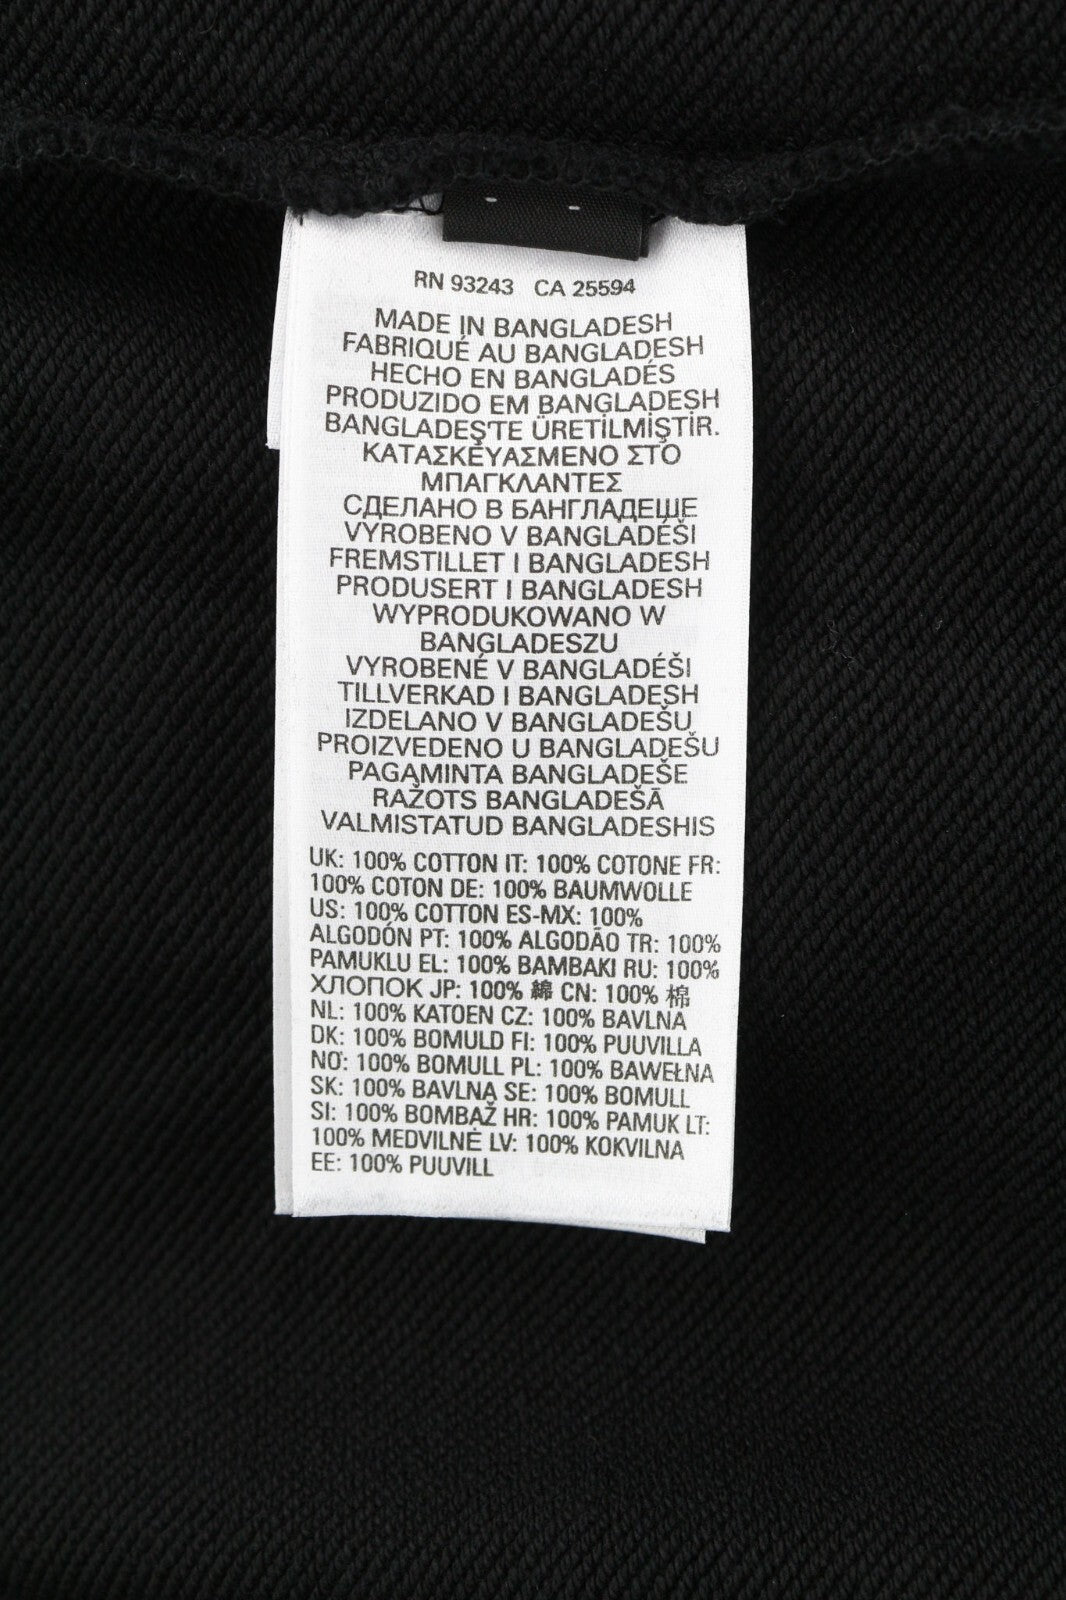 RN 93243 CA 25594
MADE IN BANGLADESH
FABRIQUÉ AU BANGLADESH
HECHO EN BANGLADÉS
PRODUZIDO EM BANGLADESH
BANGLADEŞ'TE ÜRETİLMİŞTİR.
ΚΑΤΑΣΚΕΥΑΣΜΕΝΟ ΣΤΟ
ΜΠΑΓΚΛΑΝΤΕΣ
СДЕЛАНО В БАНГЛАДЕШЕ
VYROBENO V BANGLADÉŠI
FREMSTILLET I BANGLADESH
PRODUSERT I BANGLADESH
WYPRODUKOWANO W
BANGLADESZU
VYROBENÉ V BANGLADÉŠI
TILLVERKAD I BANGLADESH
IZDELANO V BANGLADEŠU
PROIZVEDENO U BANGLADEŠU
PAGAMINTA BANGLADEŠE
RAŽOTS BANGLADEŠĀ
VALMISTATUD BANGLADESHIS
UK: 100% COTTON IT: 100% COTONE FR:
100% COTON DE: 100% BAUMWOLLE
US: 100% COTTON ES-MX: 100%
ALGODÓN PT: 100% ALGODÃO TR: 100%
PAMUKLU EL: 100% ΒΑΜΒΑΚΙ RU: 100%
ХЛОПОК JP: 100% 綿 CN: 100% 棉
NL: 100% KATOEN CZ: 100% BAVLNA
DK: 100% BOMULD FI: 100% PUUVILLA
NO: 100% BOMULL PL: 100% BAWEŁNA
SK: 100% BAVLNA SE: 100% BOMULL
SI: 100% BOMBAŽ HR: 100% PAMUK LT:
100% MEDVILNĖ LV: 100% KOKVILNA
EE: 100% PUUVILL